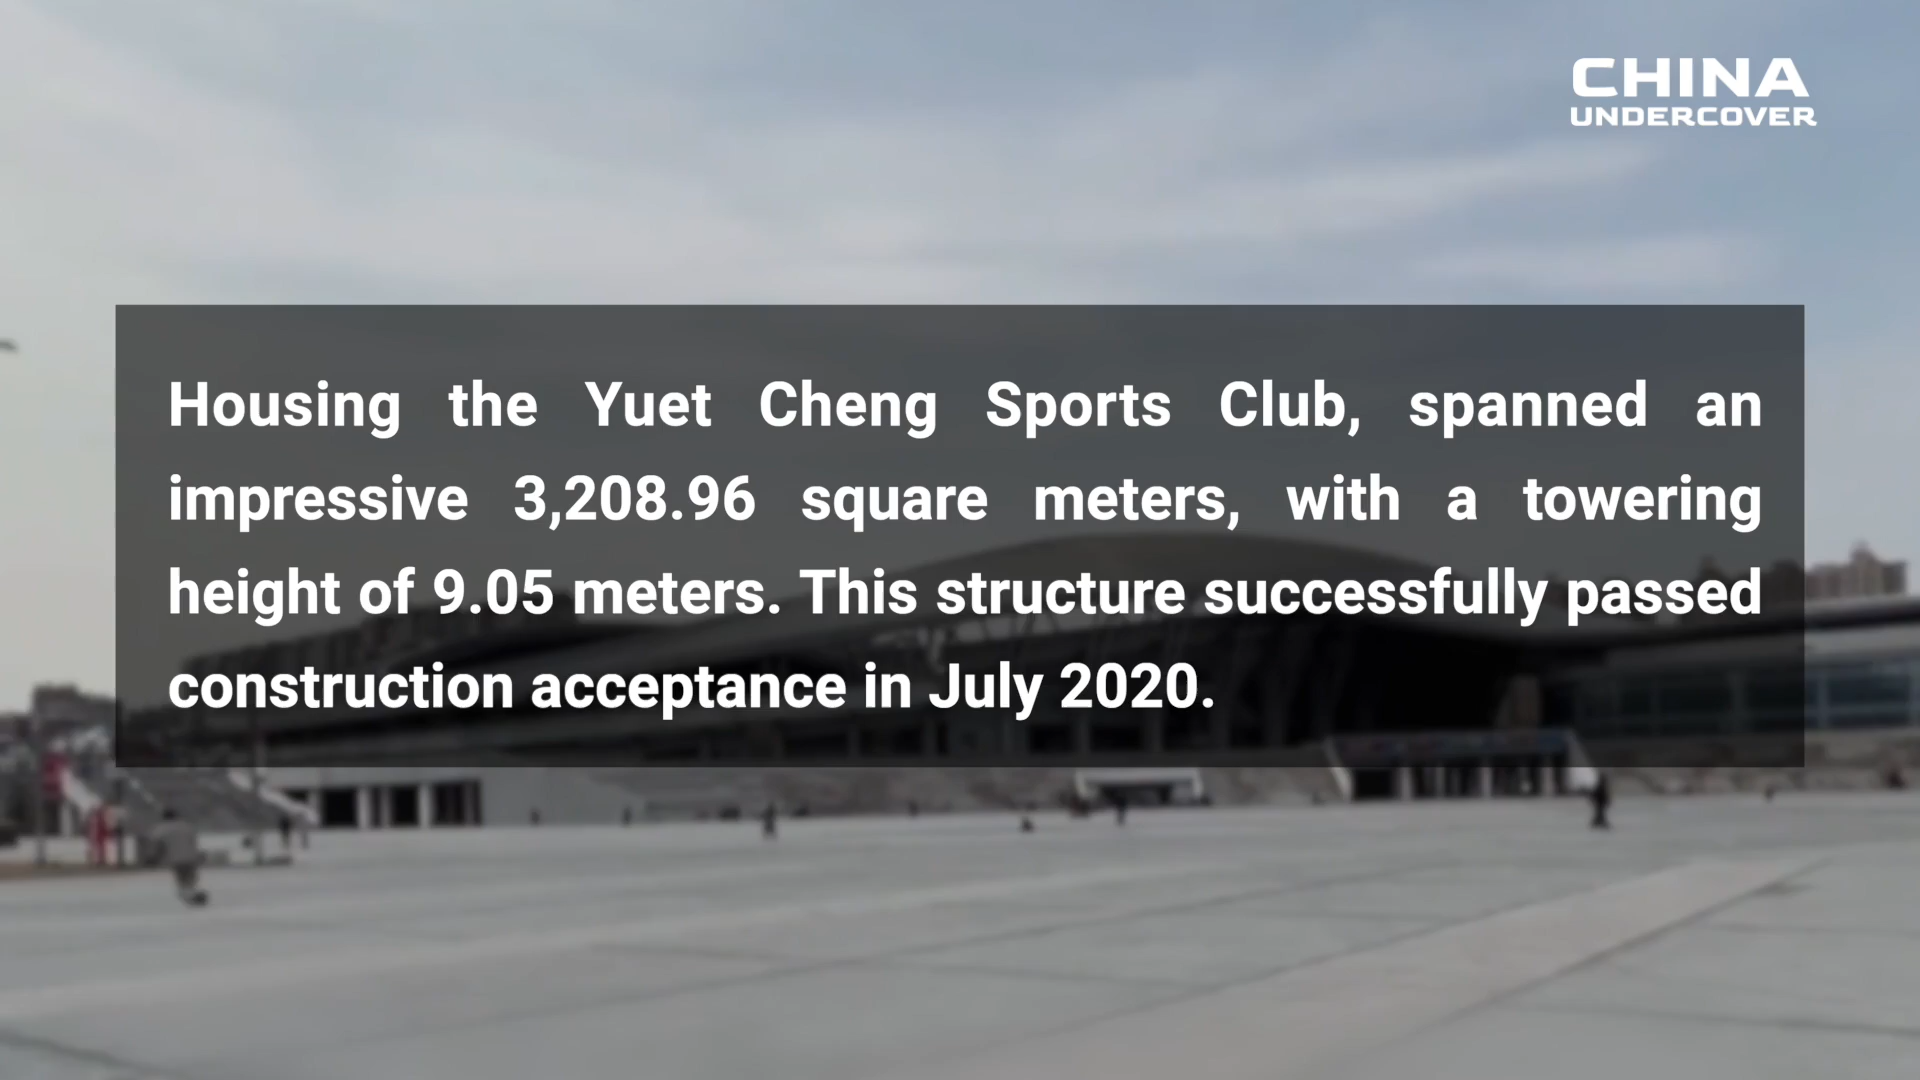 CHINA
UNDERCOVER
Housing the Yuet Cheng Sports Club, spanned an
impressive 3,208.96 square meters, with a towering
height of 9.05 meters. This structure successfully passed
construction acceptance in July 2020.